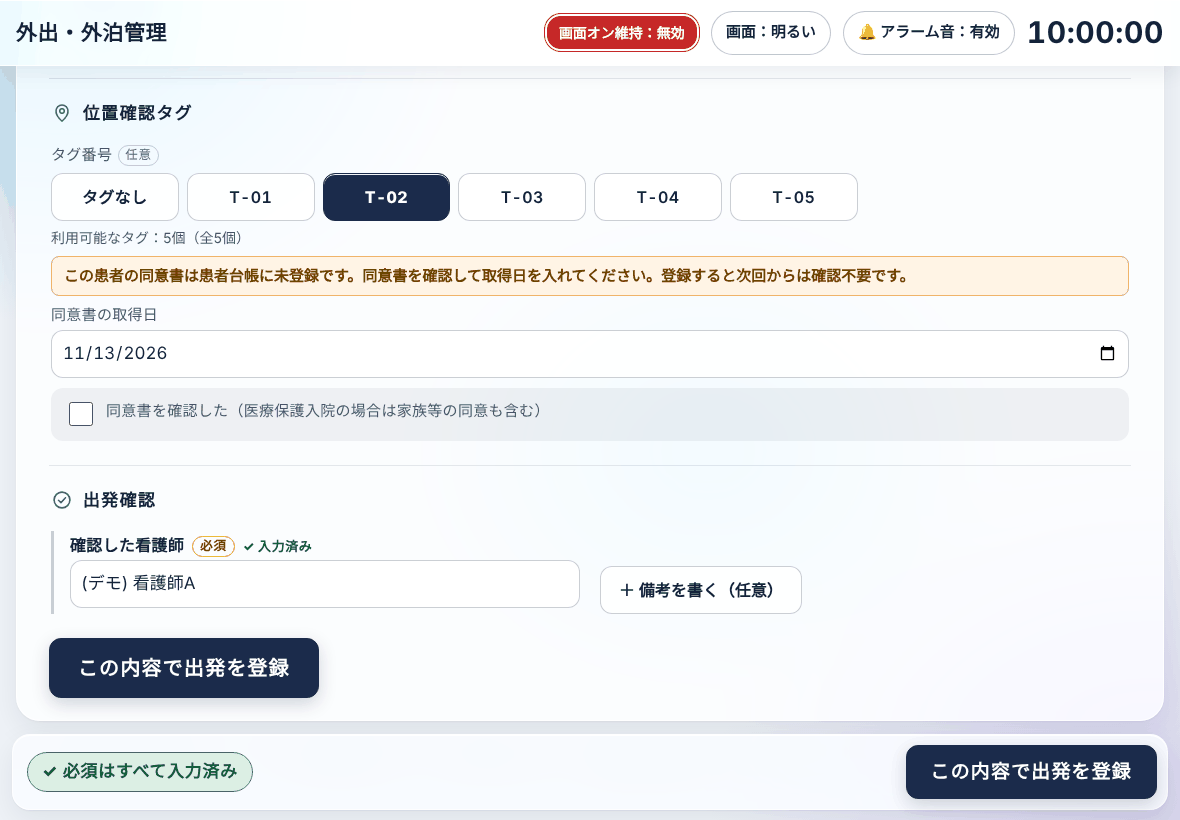 外出・外泊管理
画面オン維持：無効
画面：明るい
🔔 アラーム音：有効
10:00:00
位置確認タグ
タグ番号 任意
タグなし
T-01
T-02
T-03
T-04
T-05
利用可能なタグ：5個（全5個）
この患者の同意書は患者台帳に未登録です。同意書を確認して取得日を入れてください。登録すると次回からは確認不要です。
同意書の取得日
11/13/2026
同意書を確認した（医療保護入院の場合は家族等の同意も含む）
出発確認
確認した看護師 必須 ✓ 入力済み
(デモ) 看護師A
＋ 備考を書く（任意）
この内容で出発を登録
✓ 必須はすべて入力済み
この内容で出発を登録